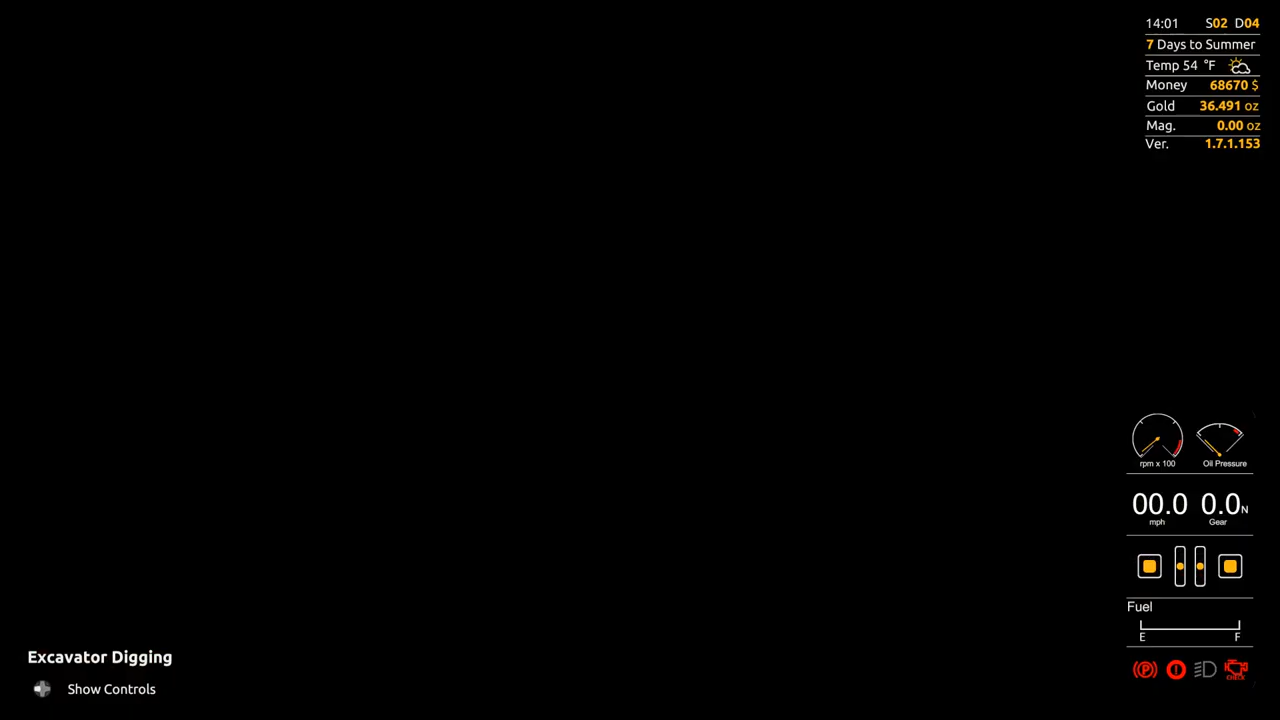 14:01 S02 D04
7 Days to Summer
Temp 54 °F
Money 68670 $
Gold 36.491 oz
Mag. 0.00 oz
Ver. 1.7.1.153
rpm x 100 Oil Pressure
00.0 0.0N
mph Gear
Fuel
E F
Excavator Digging
Show Controls
(P) (!) CHECK